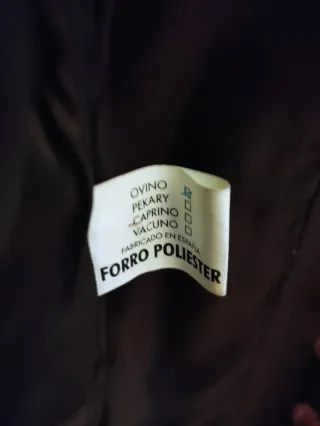 OVINO
PEKARY
CAPRINO
VACUNO
FABRICADO EN ESPAÑA
FORRO POLIESTER